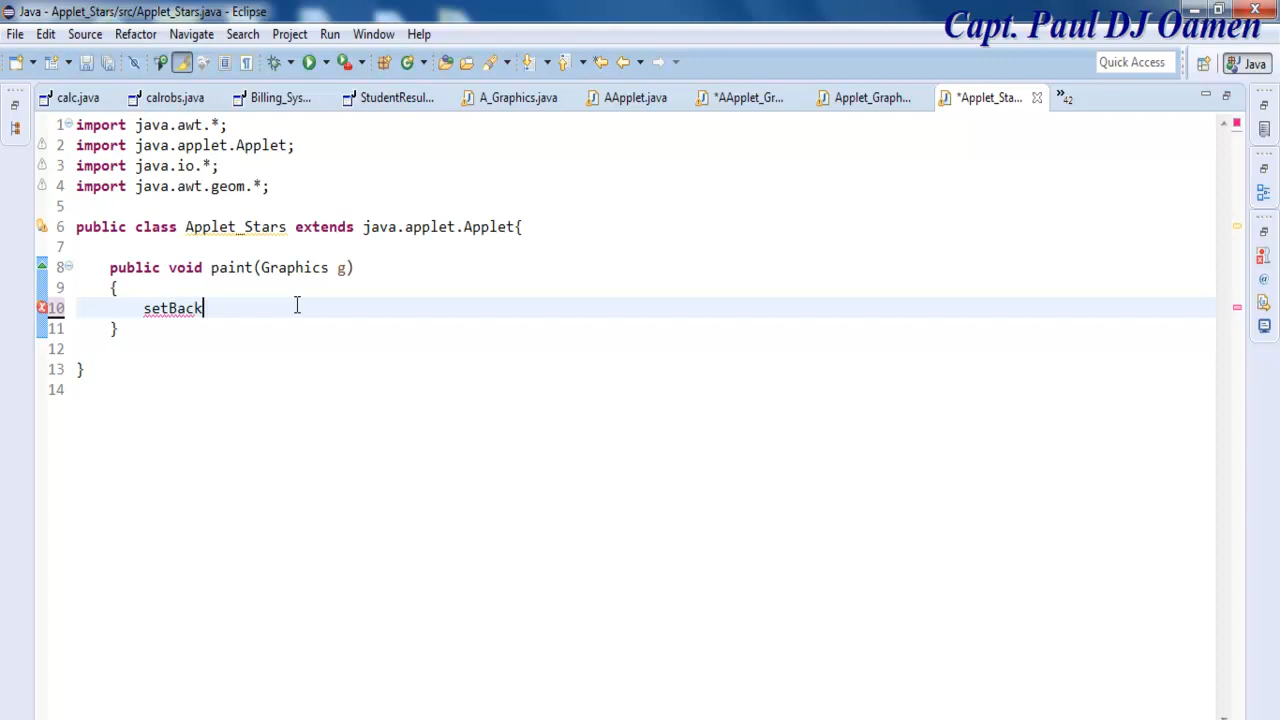 Java - Applet_Stars/src/Applet_Stars.java - Eclipse
Capt. Paul DJ Oamen
File Edit Source Refactor Navigate Search Project Run Window Help
Quick Access
Java
calc.java calrobs.java Billing_Sys... StudentResul... A_Graphics.java AApplet.java *AApplet_Gr... Applet_Graph... *Applet_Sta... »42
1 import java.awt.*;
2 import java.applet.Applet;
3 import java.io.*;
4 import java.awt.geom.*;
5
6 public class Applet_Stars extends java.applet.Applet{
7
8 public void paint(Graphics g)
9 {
10 setBack
11 }
12
13 }
14